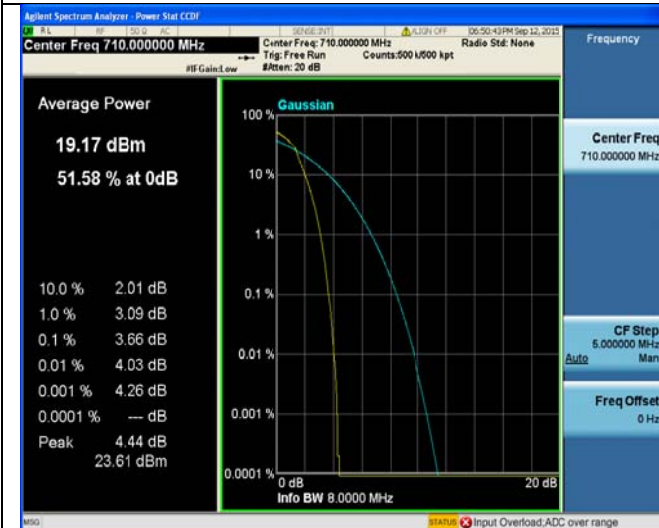 Agilent Spectrum Analyzer - Power Stat CCDF
RL RF 50 Ω AC SENSE:INT ALIGN OFF 06:50:43 PM Sep 12, 2015
Center Freq 710.000000 MHz
Center Freq: 710.000000 MHz Radio Std: None
Trig: Free Run Counts:500 k/500 kpt
#IFGain:Low #Atten: 20 dB
Frequency
Average Power
19.17 dBm
51.58 % at 0dB
10.0 % 2.01 dB
1.0 % 3.09 dB
0.1 % 3.66 dB
0.01 % 4.03 dB
0.001 % 4.26 dB
0.0001 % --- dB
Peak 4.44 dB
23.61 dBm
Gaussian
100 %
10 %
1 %
0.1 %
0.01 %
0.001 %
0.0001 %
0 dB 20 dB
Info BW 8.0000 MHz
Center Freq
710.000000 MHz
CF Step
5.000000 MHz
Auto Man
Freq Offset
0 Hz
MSG STATUS Input Overload;ADC over range